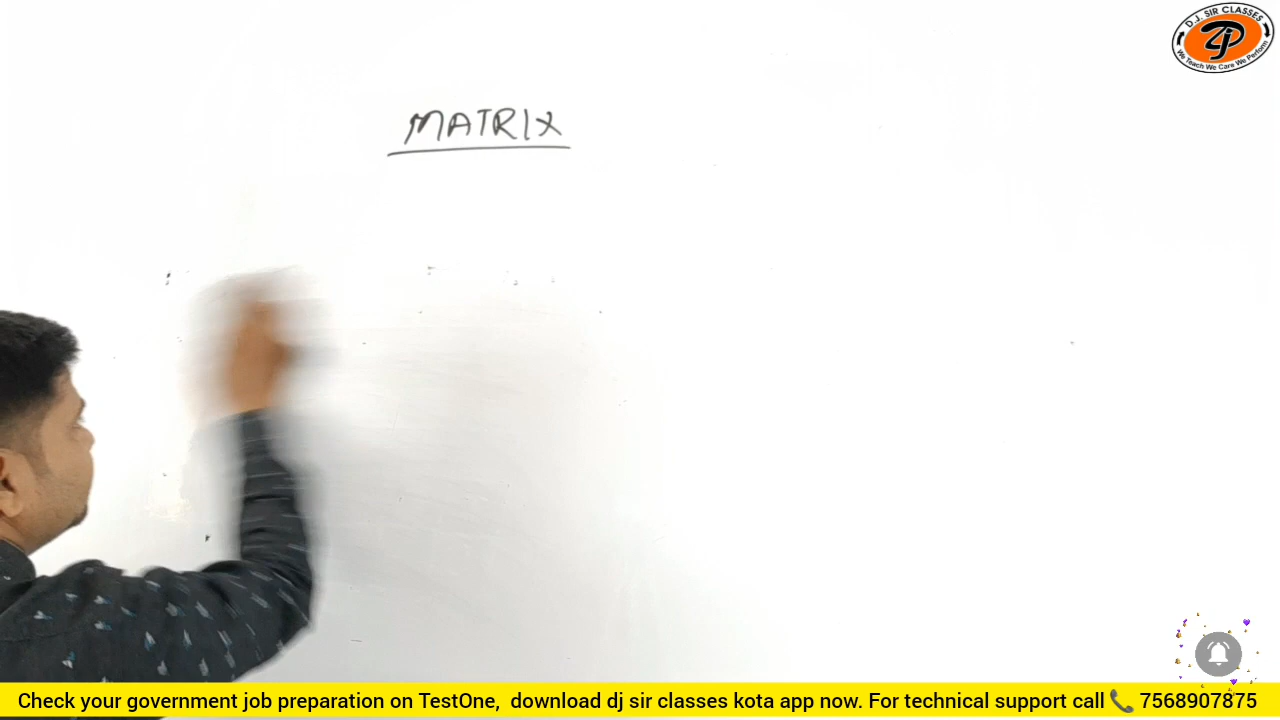 D.J. SIR CLASSES
We Teach We Care We Perform
MATRIX
Check your government job preparation on TestOne, download dj sir classes kota app now. For technical support call 📞 7568907875